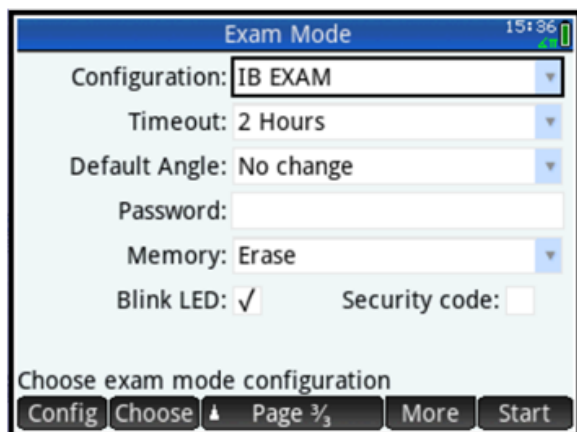 Exam Mode 15:36
Configuration: IB EXAM
Timeout: 2 Hours
Default Angle: No change
Password:
Memory: Erase
Blink LED: √ Security code:
Choose exam mode configuration
Config Choose Page ³⁄₃ More Start